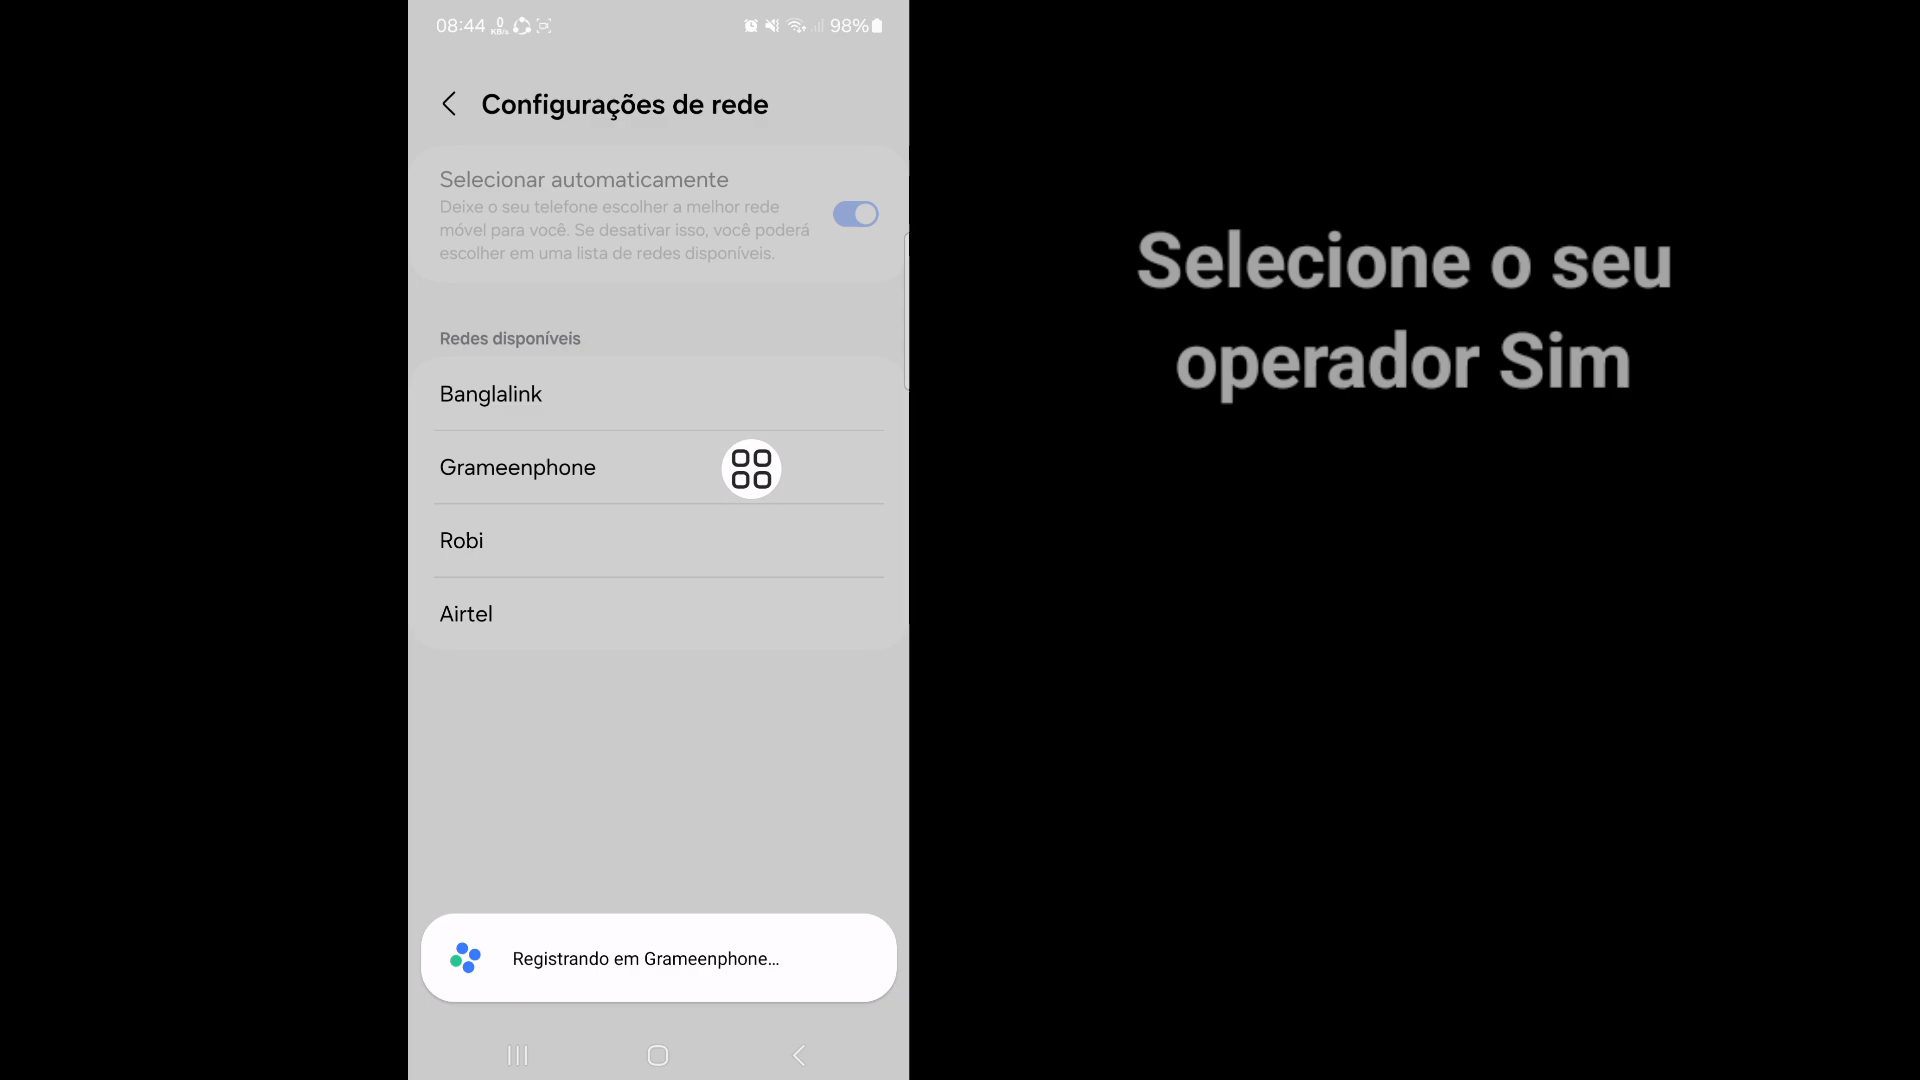 08:44
0
KB/s
98%
Configurações de rede
Selecionar automaticamente
Deixe o seu telefone escolher a melhor rede
móvel para você. Se desativar isso, você poderá
escolher em uma lista de redes disponíveis.
Redes disponíveis
Banglalink
Grameenphone
Robi
Airtel
Registrando em Grameenphone...
Selecione o seu
operador Sim